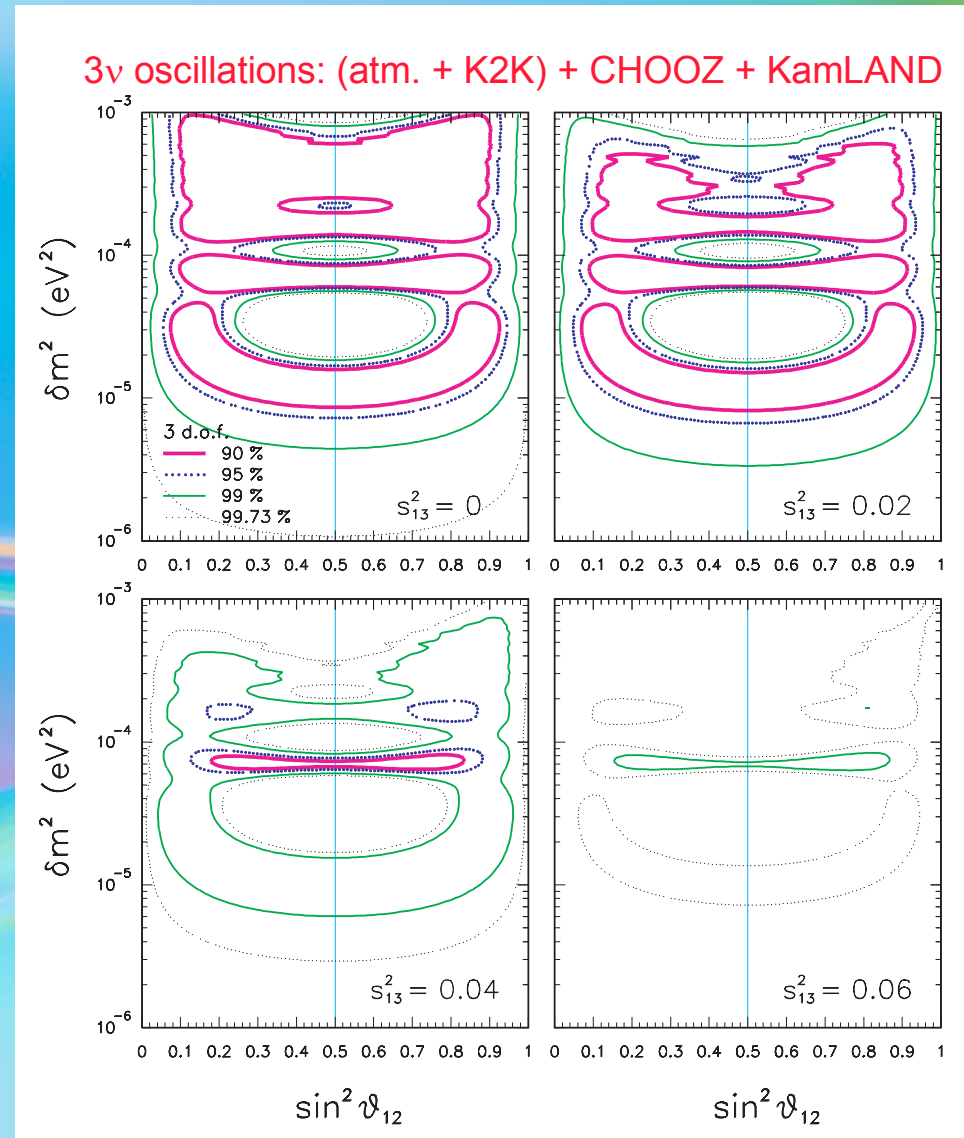 3ν oscillations: (atm. + K2K) + CHOOZ + KamLAND
10⁻³
10⁻⁴
10⁻⁵
10⁻⁶
δm² (eV²)
3 d.o.f.
90 %
95 %
99 %
99.73 %
s²₁₃ = 0
s²₁₃ = 0.02
0 0.1 0.2 0.3 0.4 0.5 0.6 0.7 0.8 0.9 1
0 0.1 0.2 0.3 0.4 0.5 0.6 0.7 0.8 0.9 1
10⁻³
10⁻⁴
10⁻⁵
10⁻⁶
δm² (eV²)
s²₁₃ = 0.04
s²₁₃ = 0.06
0 0.1 0.2 0.3 0.4 0.5 0.6 0.7 0.8 0.9 1
0 0.1 0.2 0.3 0.4 0.5 0.6 0.7 0.8 0.9 1
sin² ϑ₁₂
sin² ϑ₁₂